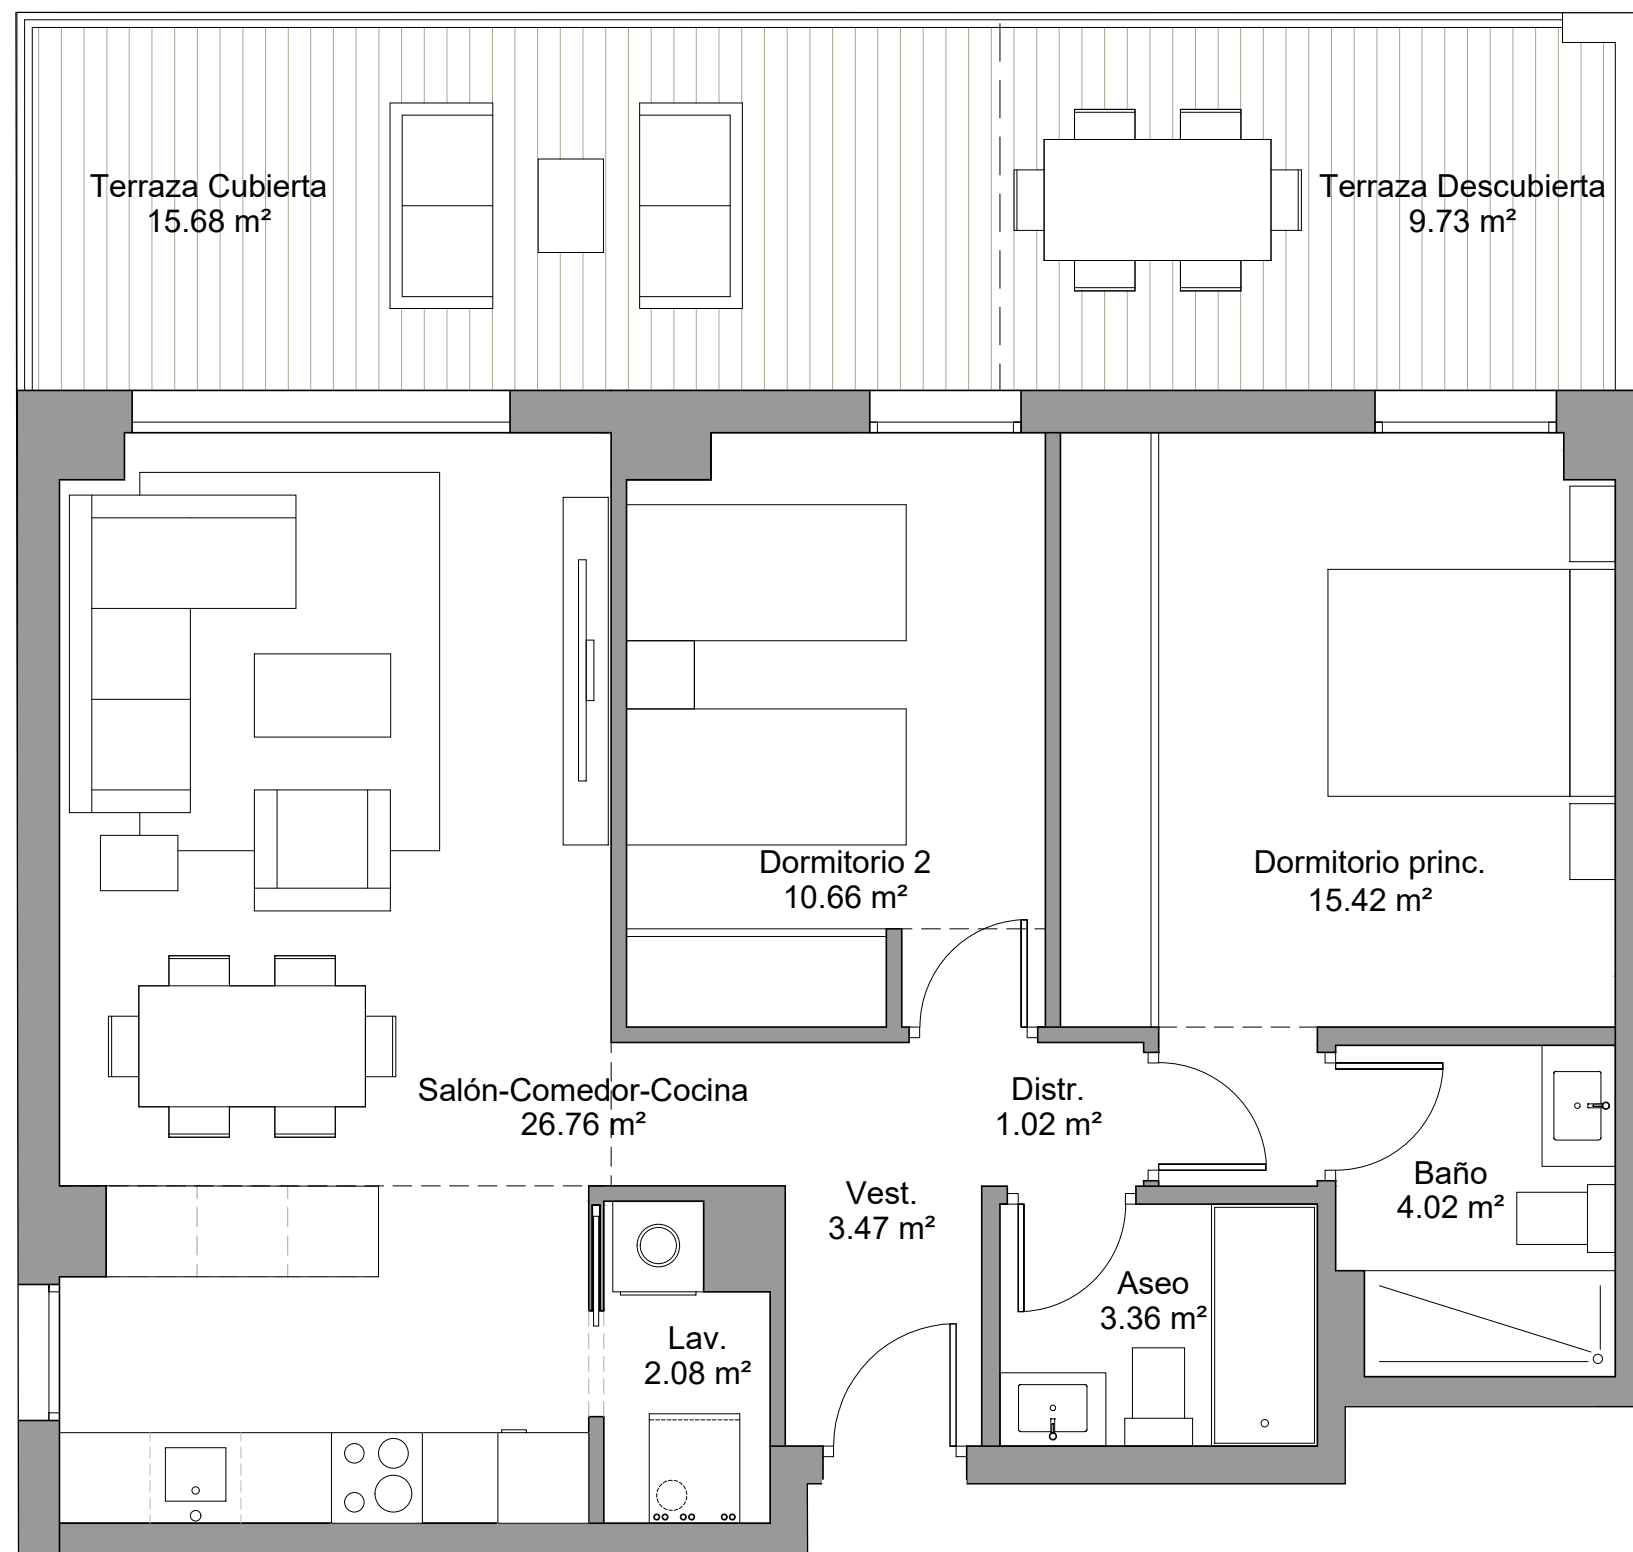 Terraza Cubierta
15.68 m²
Terraza Descubierta
9.73 m²
Dormitorio 2
10.66 m²
Dormitorio princ.
15.42 m²
Salón-Comedor-Cocina
26.76 m²
Distr.
1.02 m²
Vest.
3.47 m²
Baño
4.02 m²
Aseo
3.36 m²
Lav.
2.08 m²